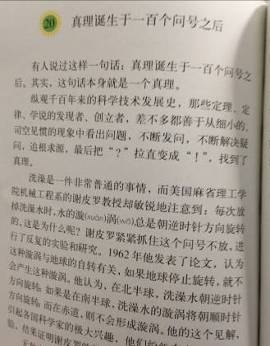 20 真理诞生于一百个问号之后
有人说过这样一句话：真理诞生于一百个问号之
后。其实，这句话本身就是一个真理。
纵观千百年来的科学技术发展史，那些定理、定
律、学说的发现者、创立者，差不多都善于从细小的、
司空见惯的现象中看出问题，不断发问，不断解决疑
问，追根求源，最后把“？”拉直变成“！”，找到了
真理。
洗澡是一件非常普通的事情，而美国麻省理工学
院机械工程系的谢皮罗教授却敏锐地注意到：每次放
掉洗澡水时，水的漩(xuán)涡(wō)总是朝逆时针方向旋转
的，这是为什么呢？谢皮罗紧紧抓住这个问号不放，进
行了反复的实验和研究。1962年他发表了论文，认为
这种漩涡与地球的自转有关，如果地球停止旋转，就不
会产生这种漩涡。他认为，在北半球，洗澡水朝逆时针
方向旋转；如果是在南半球，洗澡水的漩涡将朝顺时针
方向旋转；而在赤道，则不会形成漩涡。他的这个见解，
引起各国科学家的极大兴趣，他们纷
验，结果证明谢皮罗